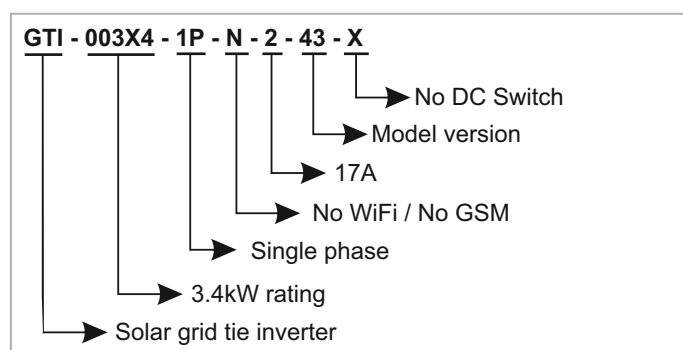 GTI - 003X4 - 1P - N - 2 - 43 - X
No DC Switch
Model version
17A
No WiFi / No GSM
Single phase
3.4kW rating
Solar grid tie inverter